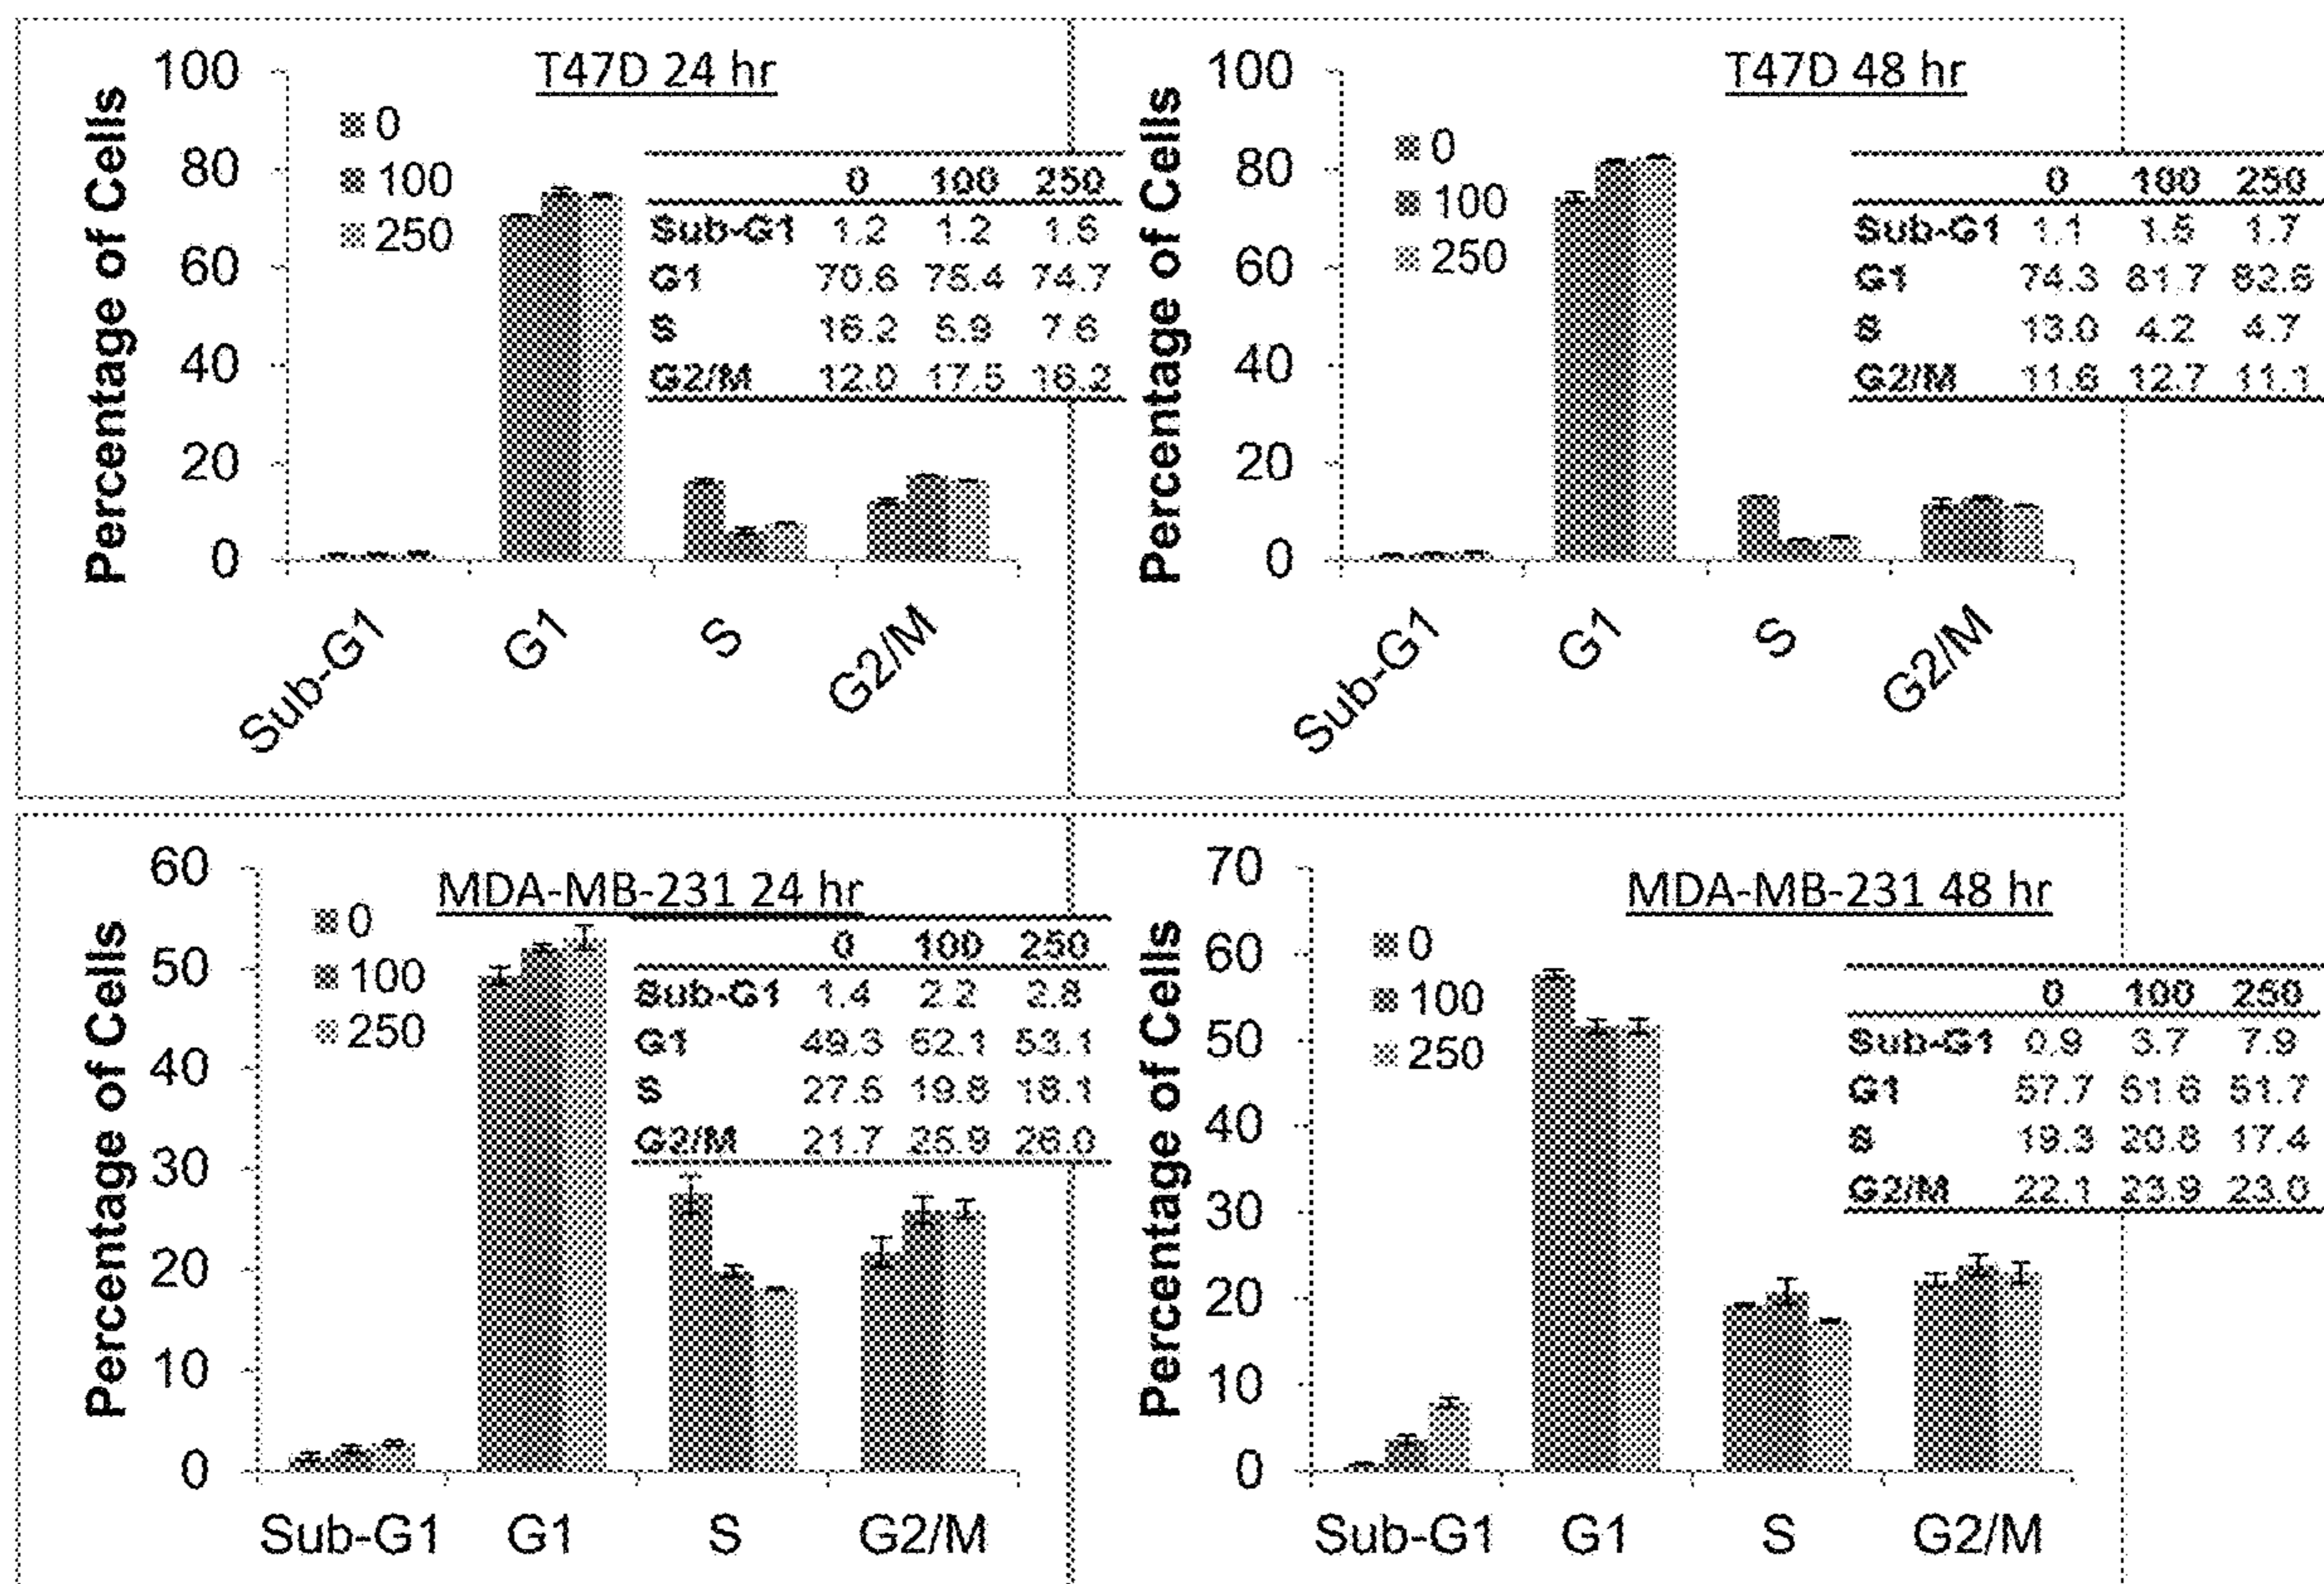 T47D 24 hr
Percentage of Cells
100
80
60
40
20
0
0
100
250
0 100 250
Sub-G1 1.2 1.2 1.6
G1 70.6 75.4 74.7
S 16.2 5.9 7.6
G2/M 12.0 17.5 16.2
Sub-G1
G1
S
G2/M
T47D 48 hr
Percentage of Cells
100
80
60
40
20
0
0
100
250
0 100 250
Sub-G1 1.1 1.5 1.7
G1 74.3 81.7 82.6
S 13.0 4.2 4.7
G2/M 11.6 12.7 11.1
Sub-G1
G1
S
G2/M
MDA-MB-231 24 hr
Percentage of Cells
60
50
40
30
20
10
0
0
100
250
0 100 250
Sub-G1 1.4 2.2 2.8
G1 49.3 52.1 53.1
S 27.5 19.8 18.1
G2/M 21.7 25.9 26.0
Sub-G1 G1 S G2/M
MDA-MB-231 48 hr
Percentage of Cells
70
60
50
40
30
20
10
0
0
100
250
0 100 250
Sub-G1 0.9 3.7 7.9
G1 57.7 51.6 51.7
S 19.3 20.8 17.4
G2/M 22.1 23.9 23.0
Sub-G1 G1 S G2/M